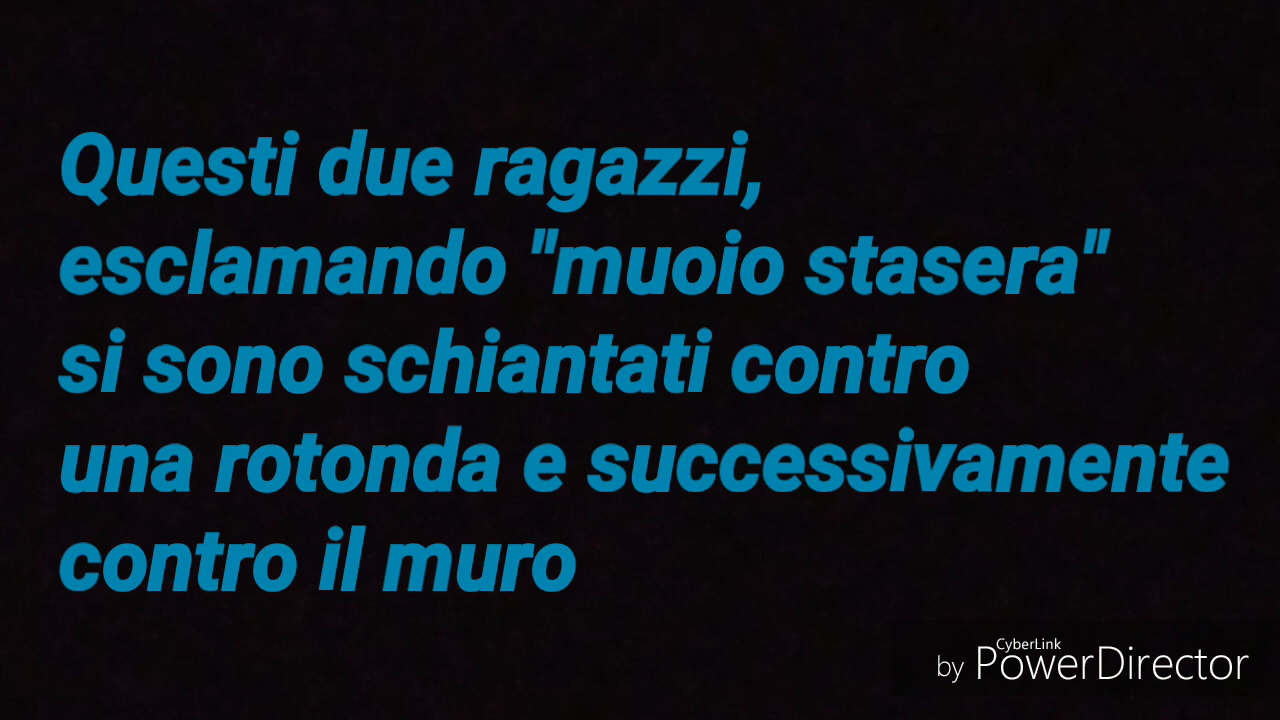 Questi due ragazzi,
esclamando "muoio stasera"
si sono schiantati contro
una rotonda e successivamente
contro il muro
by CyberLink PowerDirector